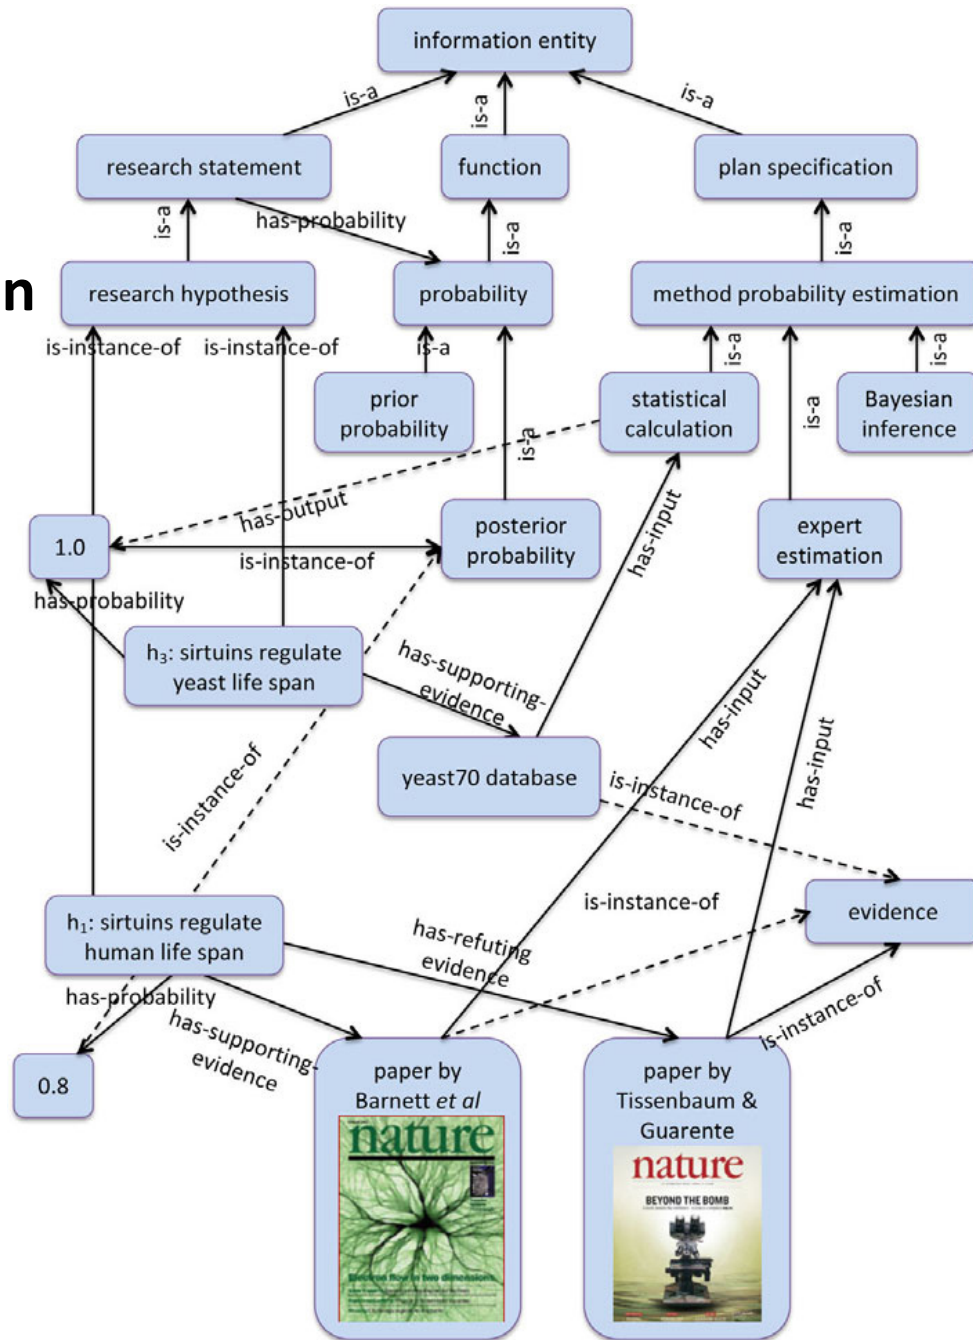 information entity
is-a
is-a
is-a
research statement
function
plan specification
is-a
has-probability
is-a
is-a
n
research hypothesis
probability
method probability estimation
is-instance-of
is-instance-of
is-a
is-a
is-a
prior
probability
statistical
calculation
Bayesian
inference
is-a
is-a
has-output
has-input
1.0
is-instance-of
posterior
probability
expert
estimation
has-probability
h3: sirtuins regulate
yeast life span
has-supporting-
evidence
has-input
has-input
yeast70 database
is-instance-of
is-instance-of
h1: sirtuins regulate
human life span
is-instance-of
evidence
has-refuting
evidence
has-probability
has-supporting-
evidence
is-instance-of
0.8
paper by
Barnett et al
nature
Electron flow in two dimensions
paper by
Tissenbaum &
Guarente
nature
BEYOND THE BOMB